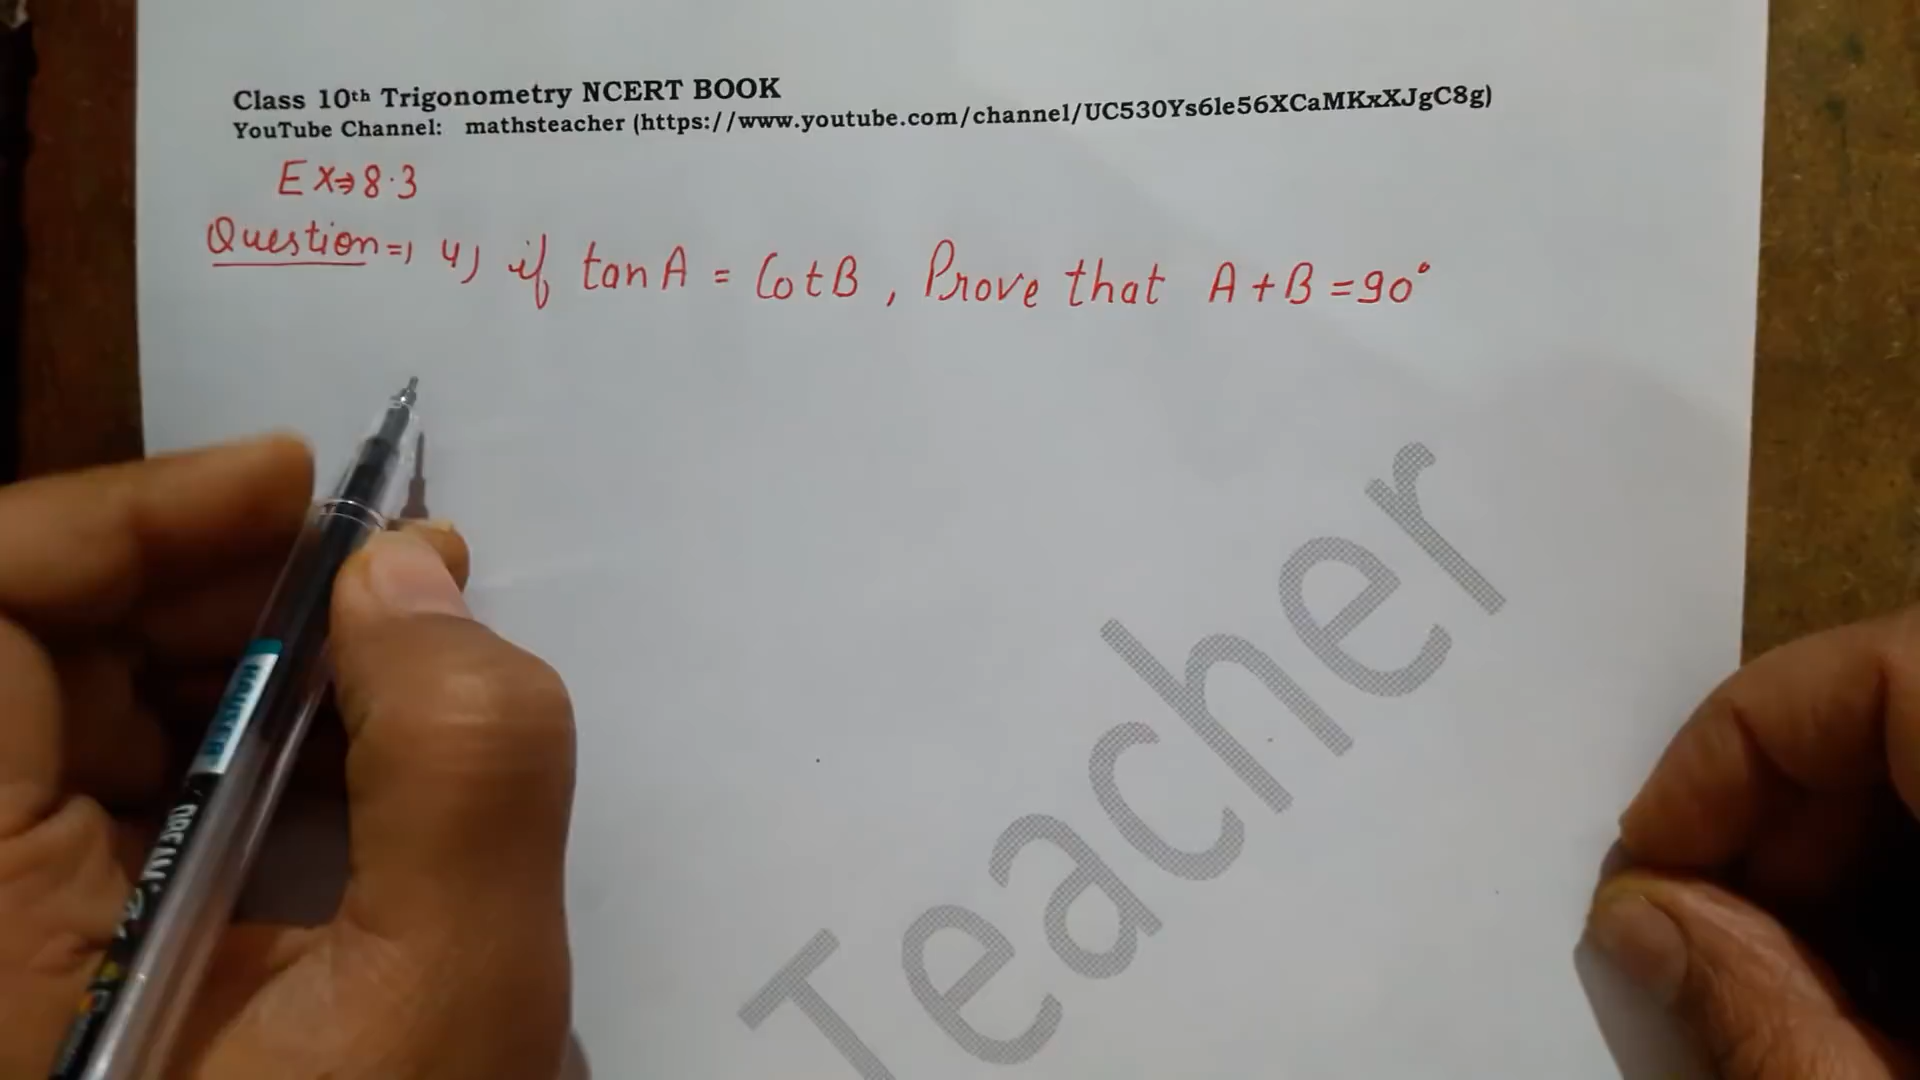 Class 10th Trigonometry NCERT BOOK
YouTube Channel: mathsteacher (https://www.youtube.com/channel/UC530Ys6le56XCaMKxXJgC8g)
Ex⇒8.3
Question⇒ 4) if tan A = Cot B, Prove that A + B = 90°
Teacher
HAUSER